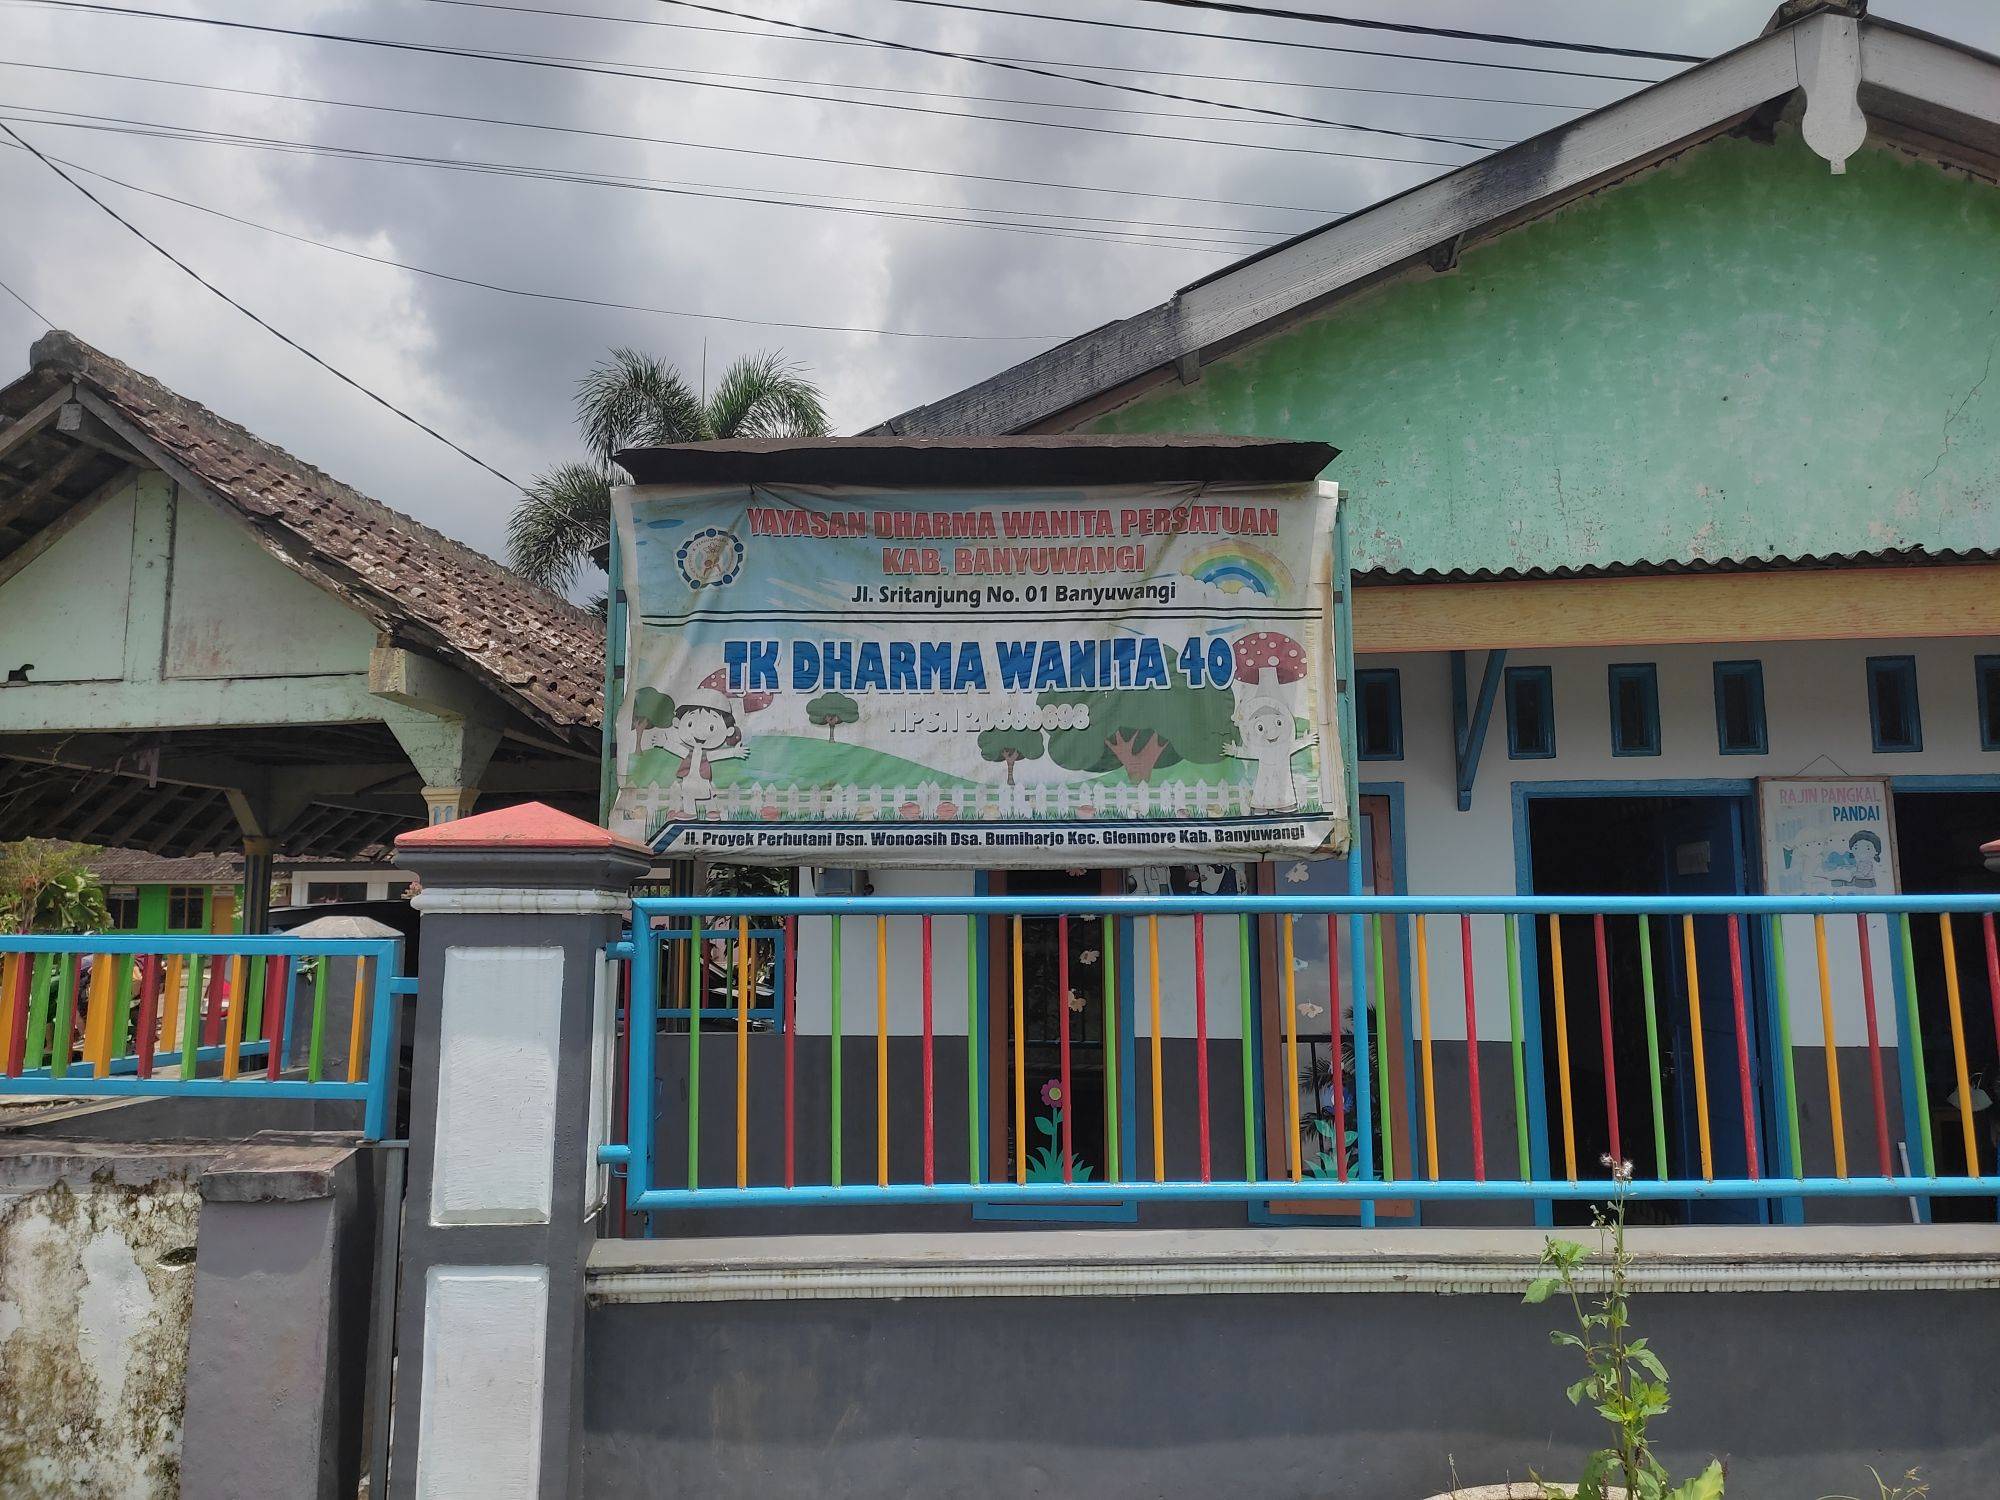 YAYASAN DHARMA WANITA PERSATUAN
KAB. BANYUWANGI
Jl. Sritanjung No. 01 Banyuwangi
TK DHARMA WANITA 40
NPSN
Jl. Proyek Perhutani Dsn. Wonoasih Dsa. Bumiharjo Kec. Glenmore Kab. Banyuwangi
RAJIN PANGKAL
PANDAI